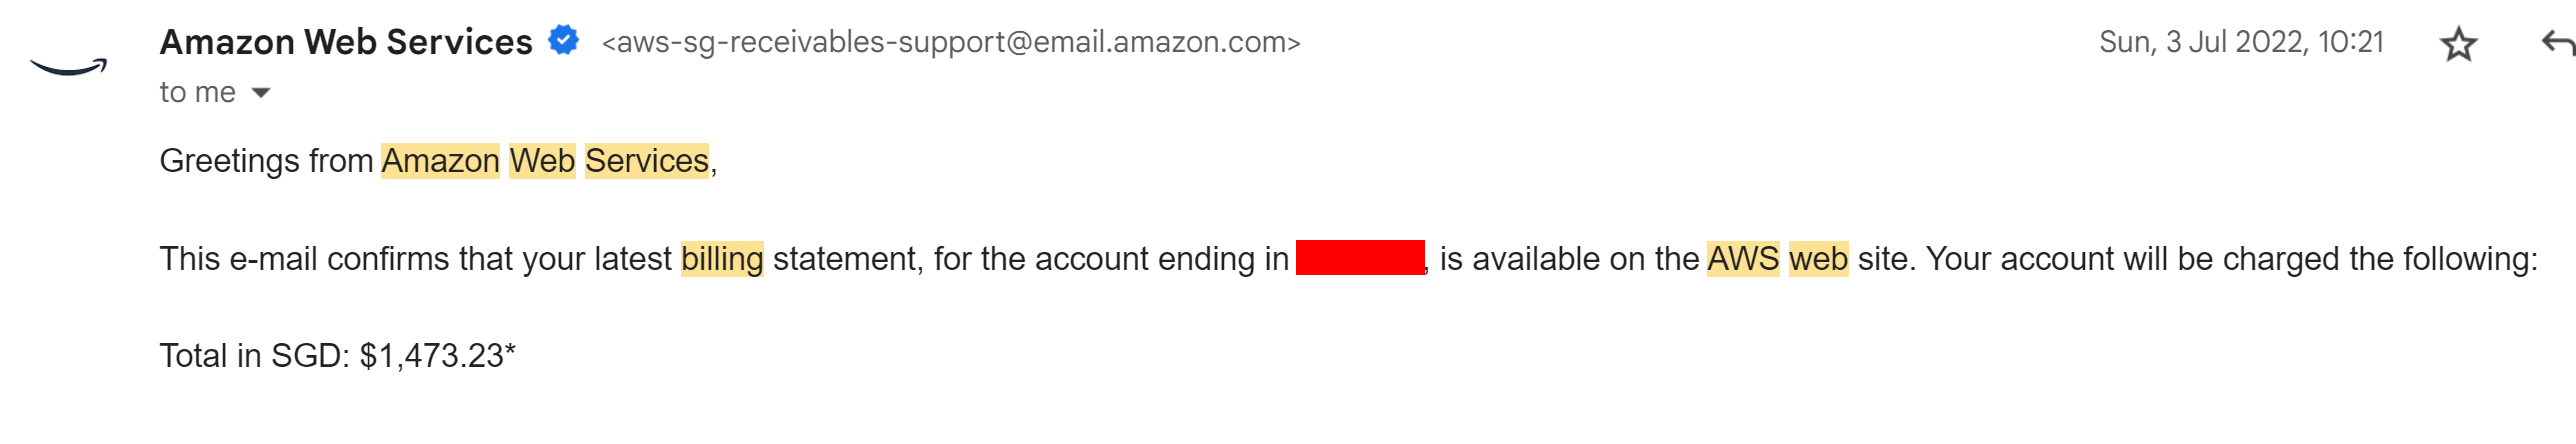 Amazon Web Services <aws-sg-receivables-support@email.amazon.com> Sun, 3 Jul 2022, 10:21
to me
Greetings from Amazon Web Services,
This e-mail confirms that your latest billing statement, for the account ending in , is available on the AWS web site. Your account will be charged the following:
Total in SGD: $1,473.23*